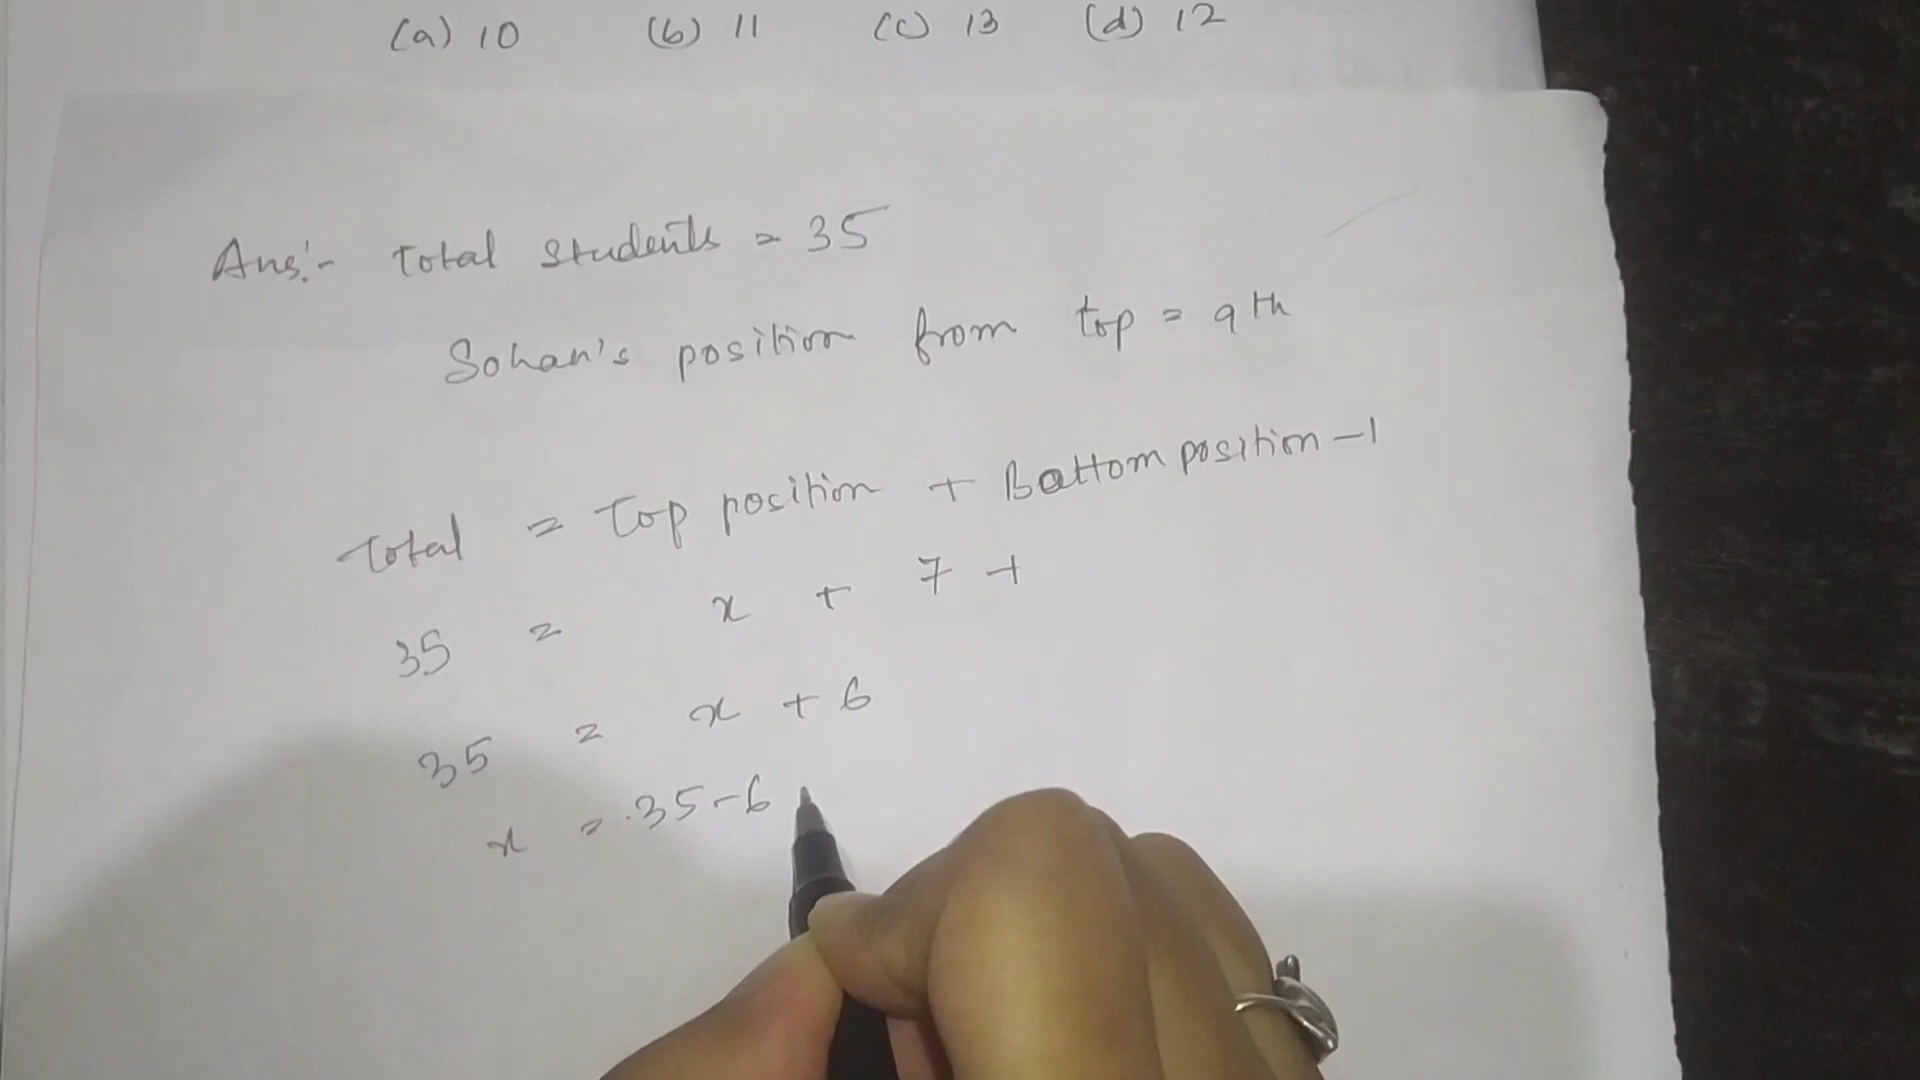 (a) 10 (b) 11 (c) 13 (d) 12
Ans:- Total students = 35
Sohan's position from top = 9th
Total = Top position + Bottom position - 1
35 = x + 7 +
35 = x + 6
x = 35 - 6